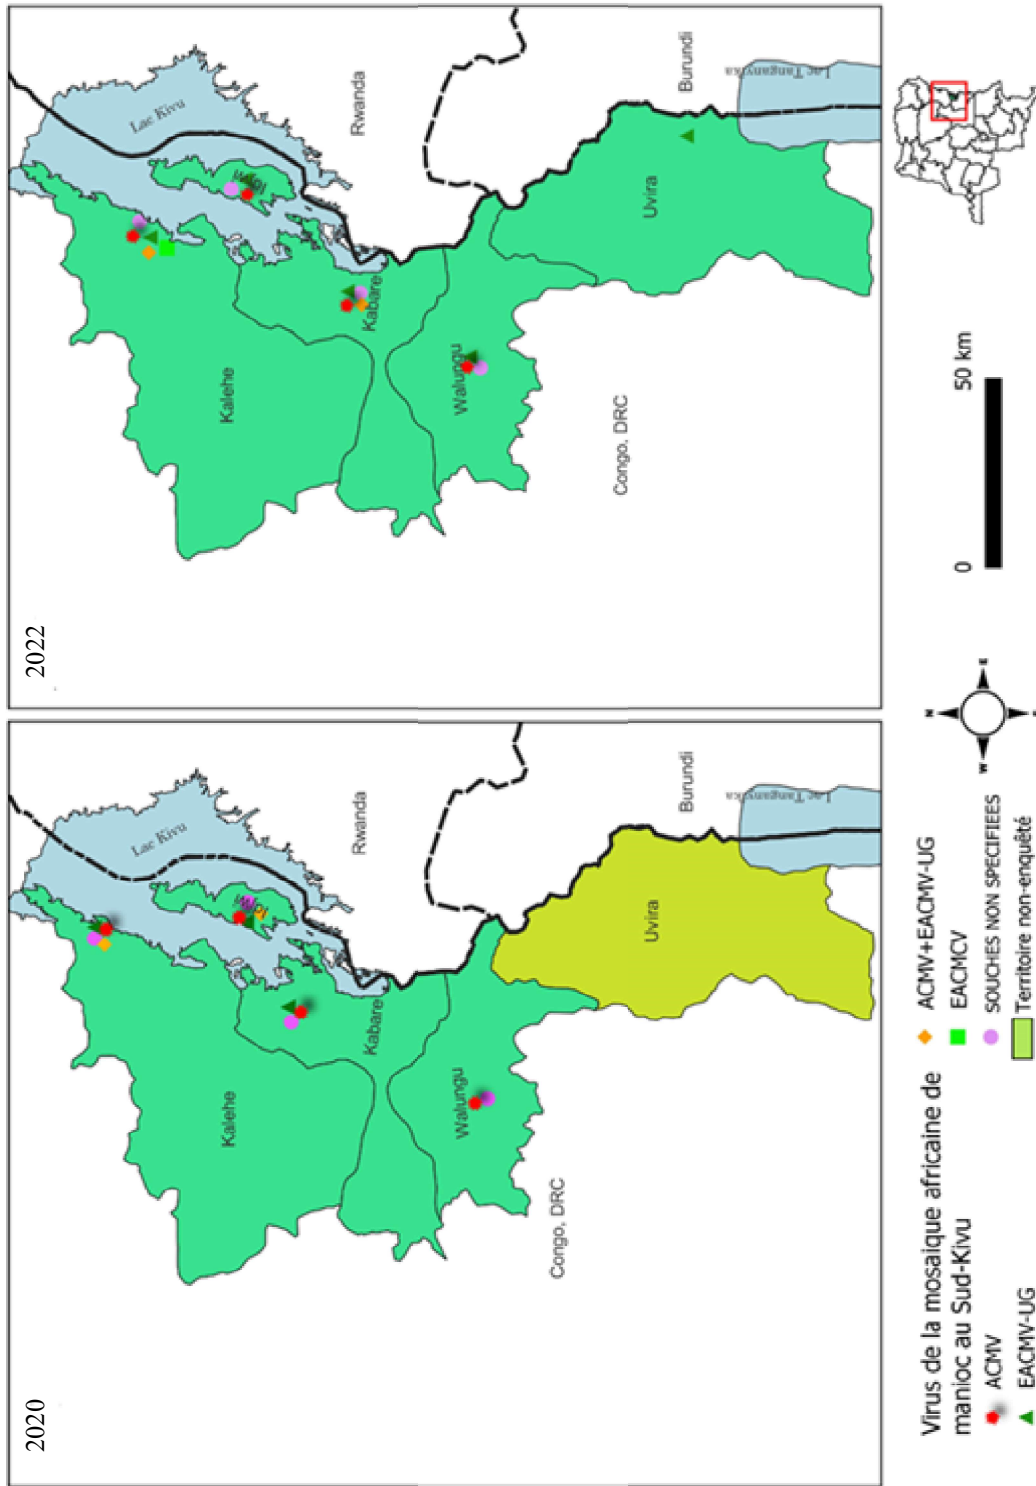 2020
Lac Kivu
Rwanda
Kalehe
Idjwi
Kabare
Walungu
Congo, DRC
Uvira
Burundi
Lac Tanganyika
2022
Lac Kivu
Rwanda
Kalehe
Idjwi
Kabare
Walungu
Congo, DRC
Uvira
Burundi
Lac Tanganyika
Virus de la mosaique africaine de
manioc au Sud-Kivu
ACMV
EACMV-UG
ACMV+EACMV-UG
EACMCV
SOUCHES NON SPECIFIEES
Territoire non-enquêté
N
W
E
0 50 km